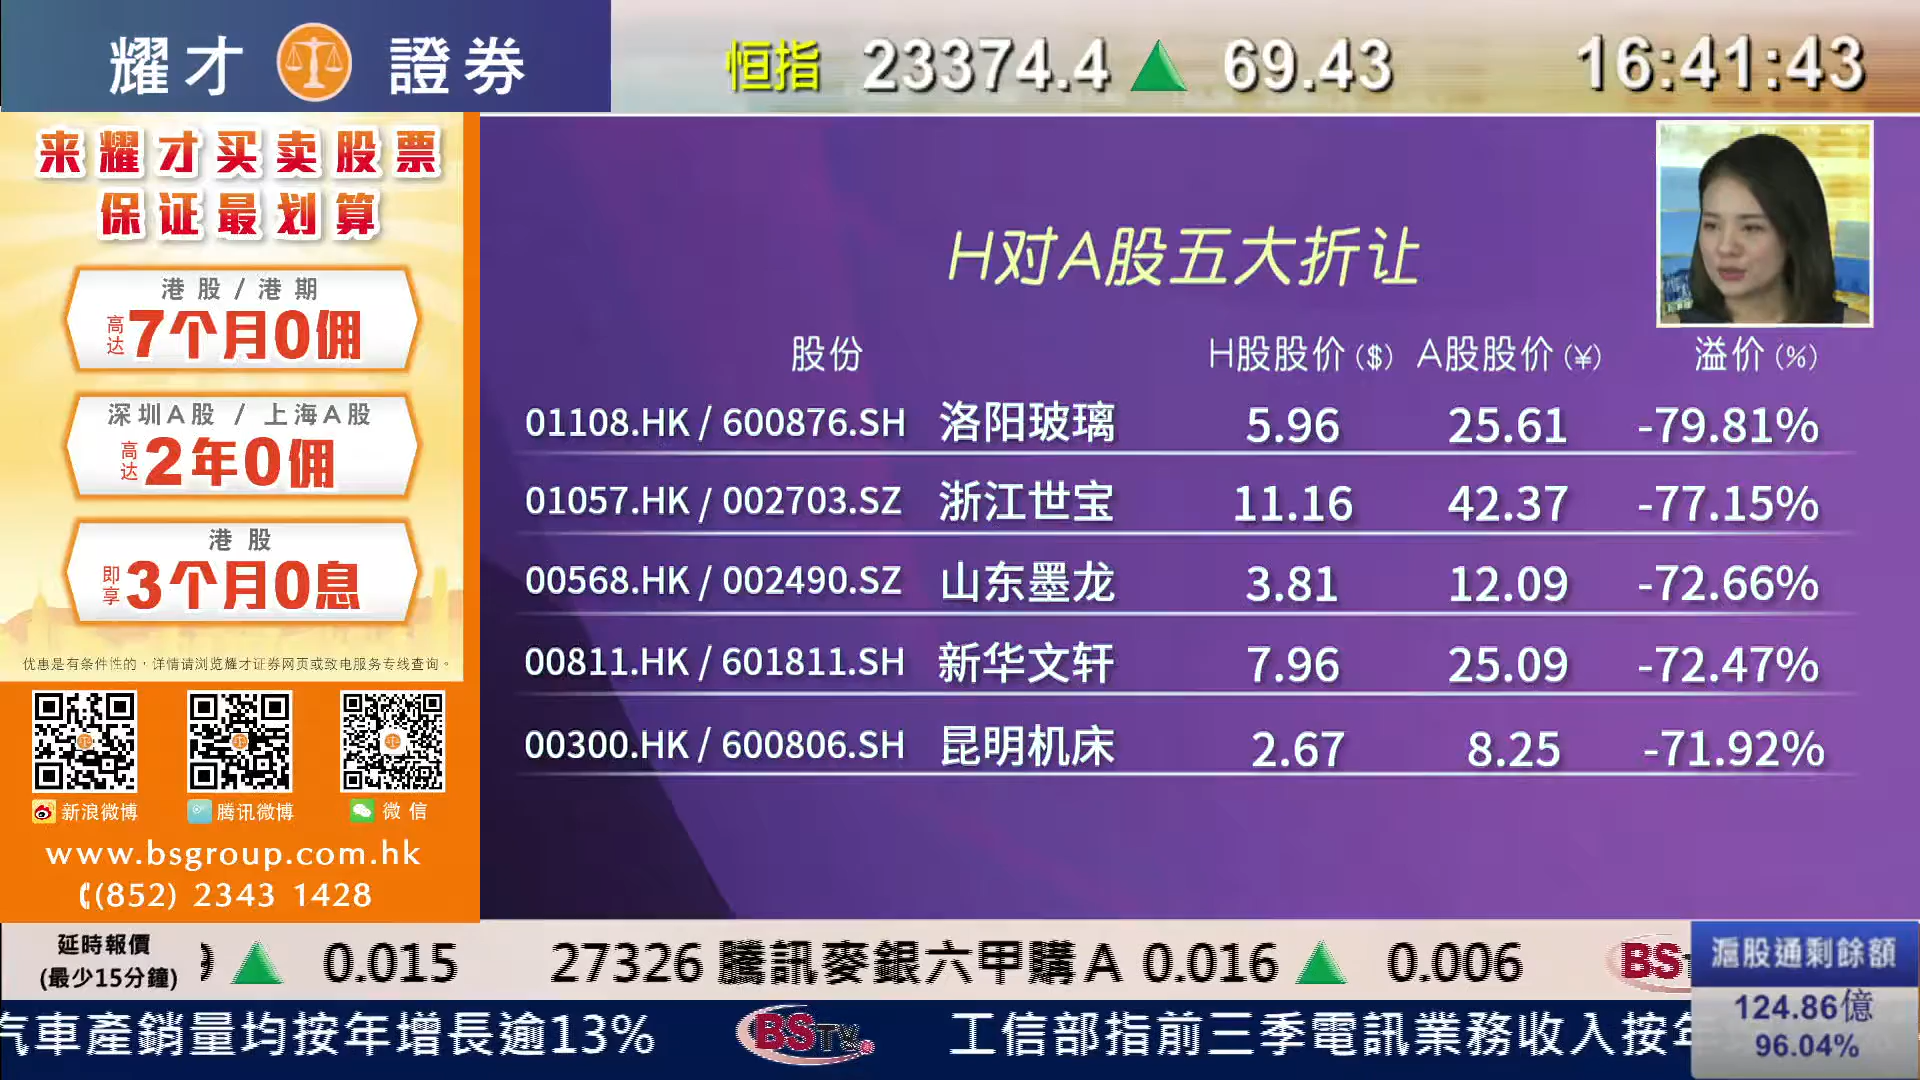 耀才 證券
恒指 23374.4 ▲ 69.43 16:41:43
来耀才买卖股票
保证最划算
港股/港期
高达7个月0佣
深圳A股 / 上海A股
高达2年0佣
港股
即享3个月0息
优惠是有条件性的，详情请浏览耀才证券网页或致电服务专线查询。
新浪微博 腾讯微博 微信
www.bsgroup.com.hk
(852) 2343 1428
H对A股五大折让
股份 H股股价($) A股股价(¥) 溢价(%)
01108.HK / 600876.SH 洛阳玻璃 5.96 25.61 -79.81%
01057.HK / 002703.SZ 浙江世宝 11.16 42.37 -77.15%
00568.HK / 002490.SZ 山东墨龙 3.81 12.09 -72.66%
00811.HK / 601811.SH 新华文轩 7.96 25.09 -72.47%
00300.HK / 600806.SH 昆明机床 2.67 8.25 -71.92%
延時報價
(最少15分鐘)
▲ 0.015 27326 騰訊麥銀六甲購A 0.016 ▲ 0.006 BS
滬股通剩餘額
124.86億
96.04%
汽車產銷量均按年增長逾13% BSTV 工信部指前三季電訊業務收入按年